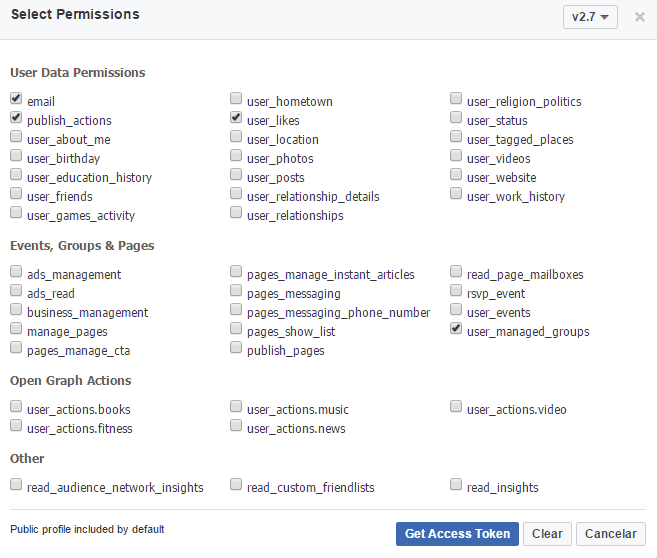 Select Permissions
v2.7
User Data Permissions
email
user_hometown
user_religion_politics
publish_actions
user_likes
user_status
user_about_me
user_location
user_tagged_places
user_birthday
user_photos
user_videos
user_education_history
user_posts
user_website
user_friends
user_relationship_details
user_work_history
user_games_activity
user_relationships
Events, Groups & Pages
ads_management
pages_manage_instant_articles
read_page_mailboxes
ads_read
pages_messaging
rsvp_event
business_management
pages_messaging_phone_number
user_events
manage_pages
pages_show_list
user_managed_groups
pages_manage_cta
publish_pages
Open Graph Actions
user_actions.books
user_actions.music
user_actions.video
user_actions.fitness
user_actions.news
Other
read_audience_network_insights
read_custom_friendlists
read_insights
Public profile included by default
Get Access Token
Clear
Cancelar